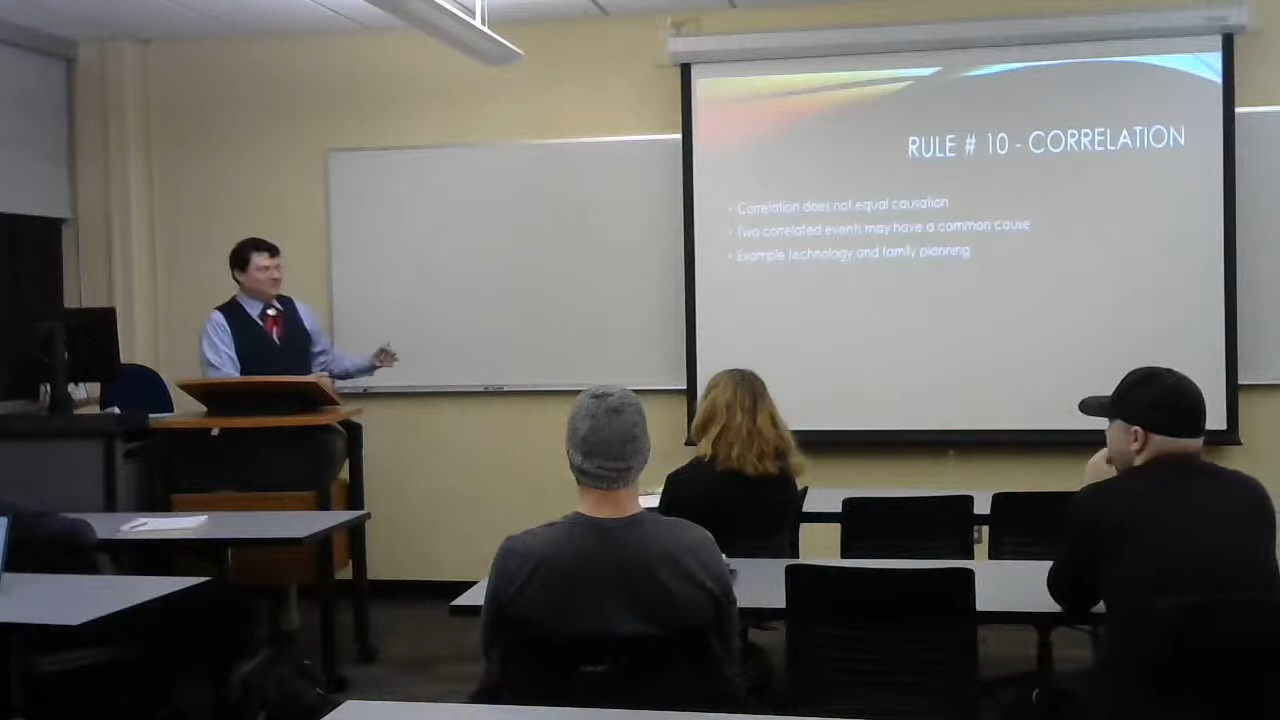 RULE # 10 - CORRELATION
Correlation does not equal causation
Two correlated events may have a common cause
Example technology and family planning